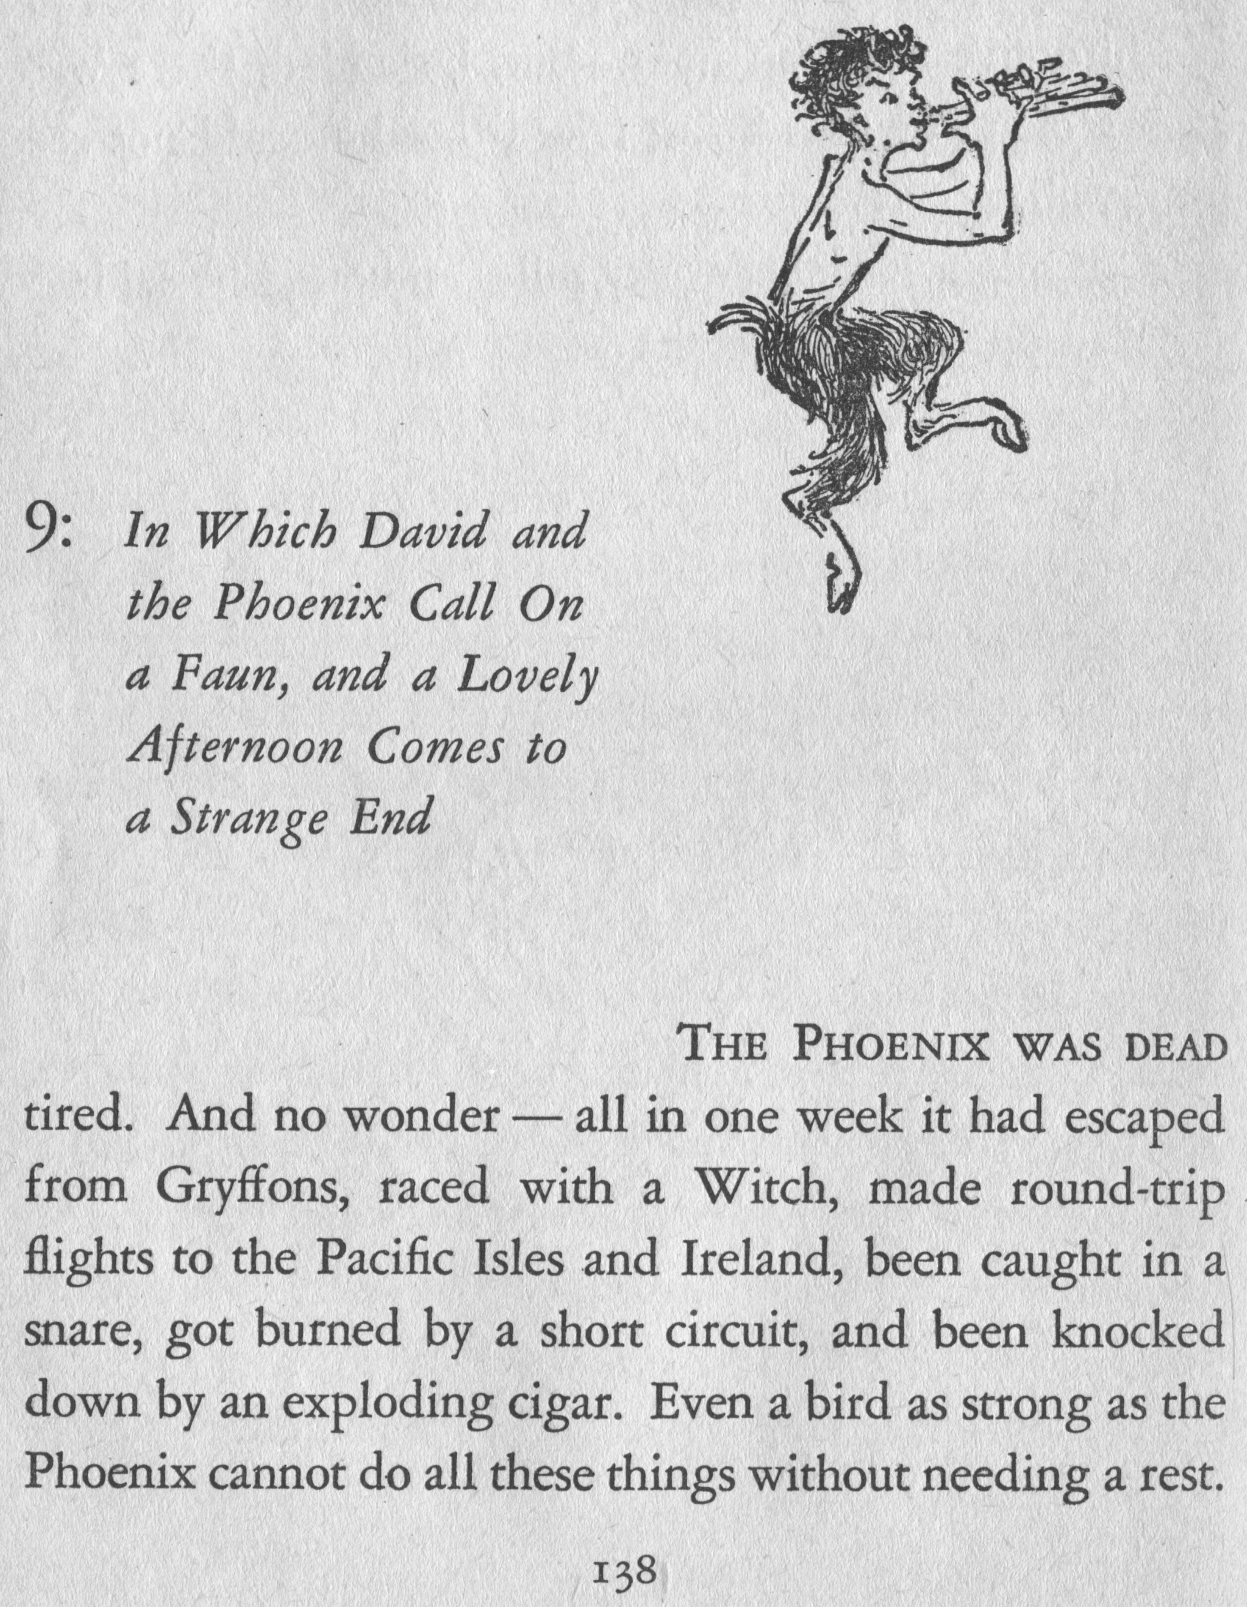 9: In Which David and
the Phoenix Call On
a Faun, and a Lovely
Afternoon Comes to
a Strange End
THE PHOENIX WAS DEAD
tired. And no wonder — all in one week it had escaped
from Gryffons, raced with a Witch, made round-trip
flights to the Pacific Isles and Ireland, been caught in a
snare, got burned by a short circuit, and been knocked
down by an exploding cigar. Even a bird as strong as the
Phoenix cannot do all these things without needing a rest.
138